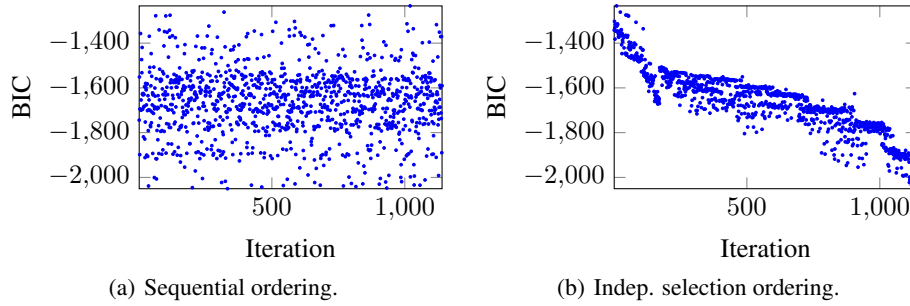 −1,400
−1,600
−1,800
−2,000
BIC
500
1,000
Iteration
(a) Sequential ordering.
−1,400
−1,600
−1,800
−2,000
BIC
500
1,000
Iteration
(b) Indep. selection ordering.